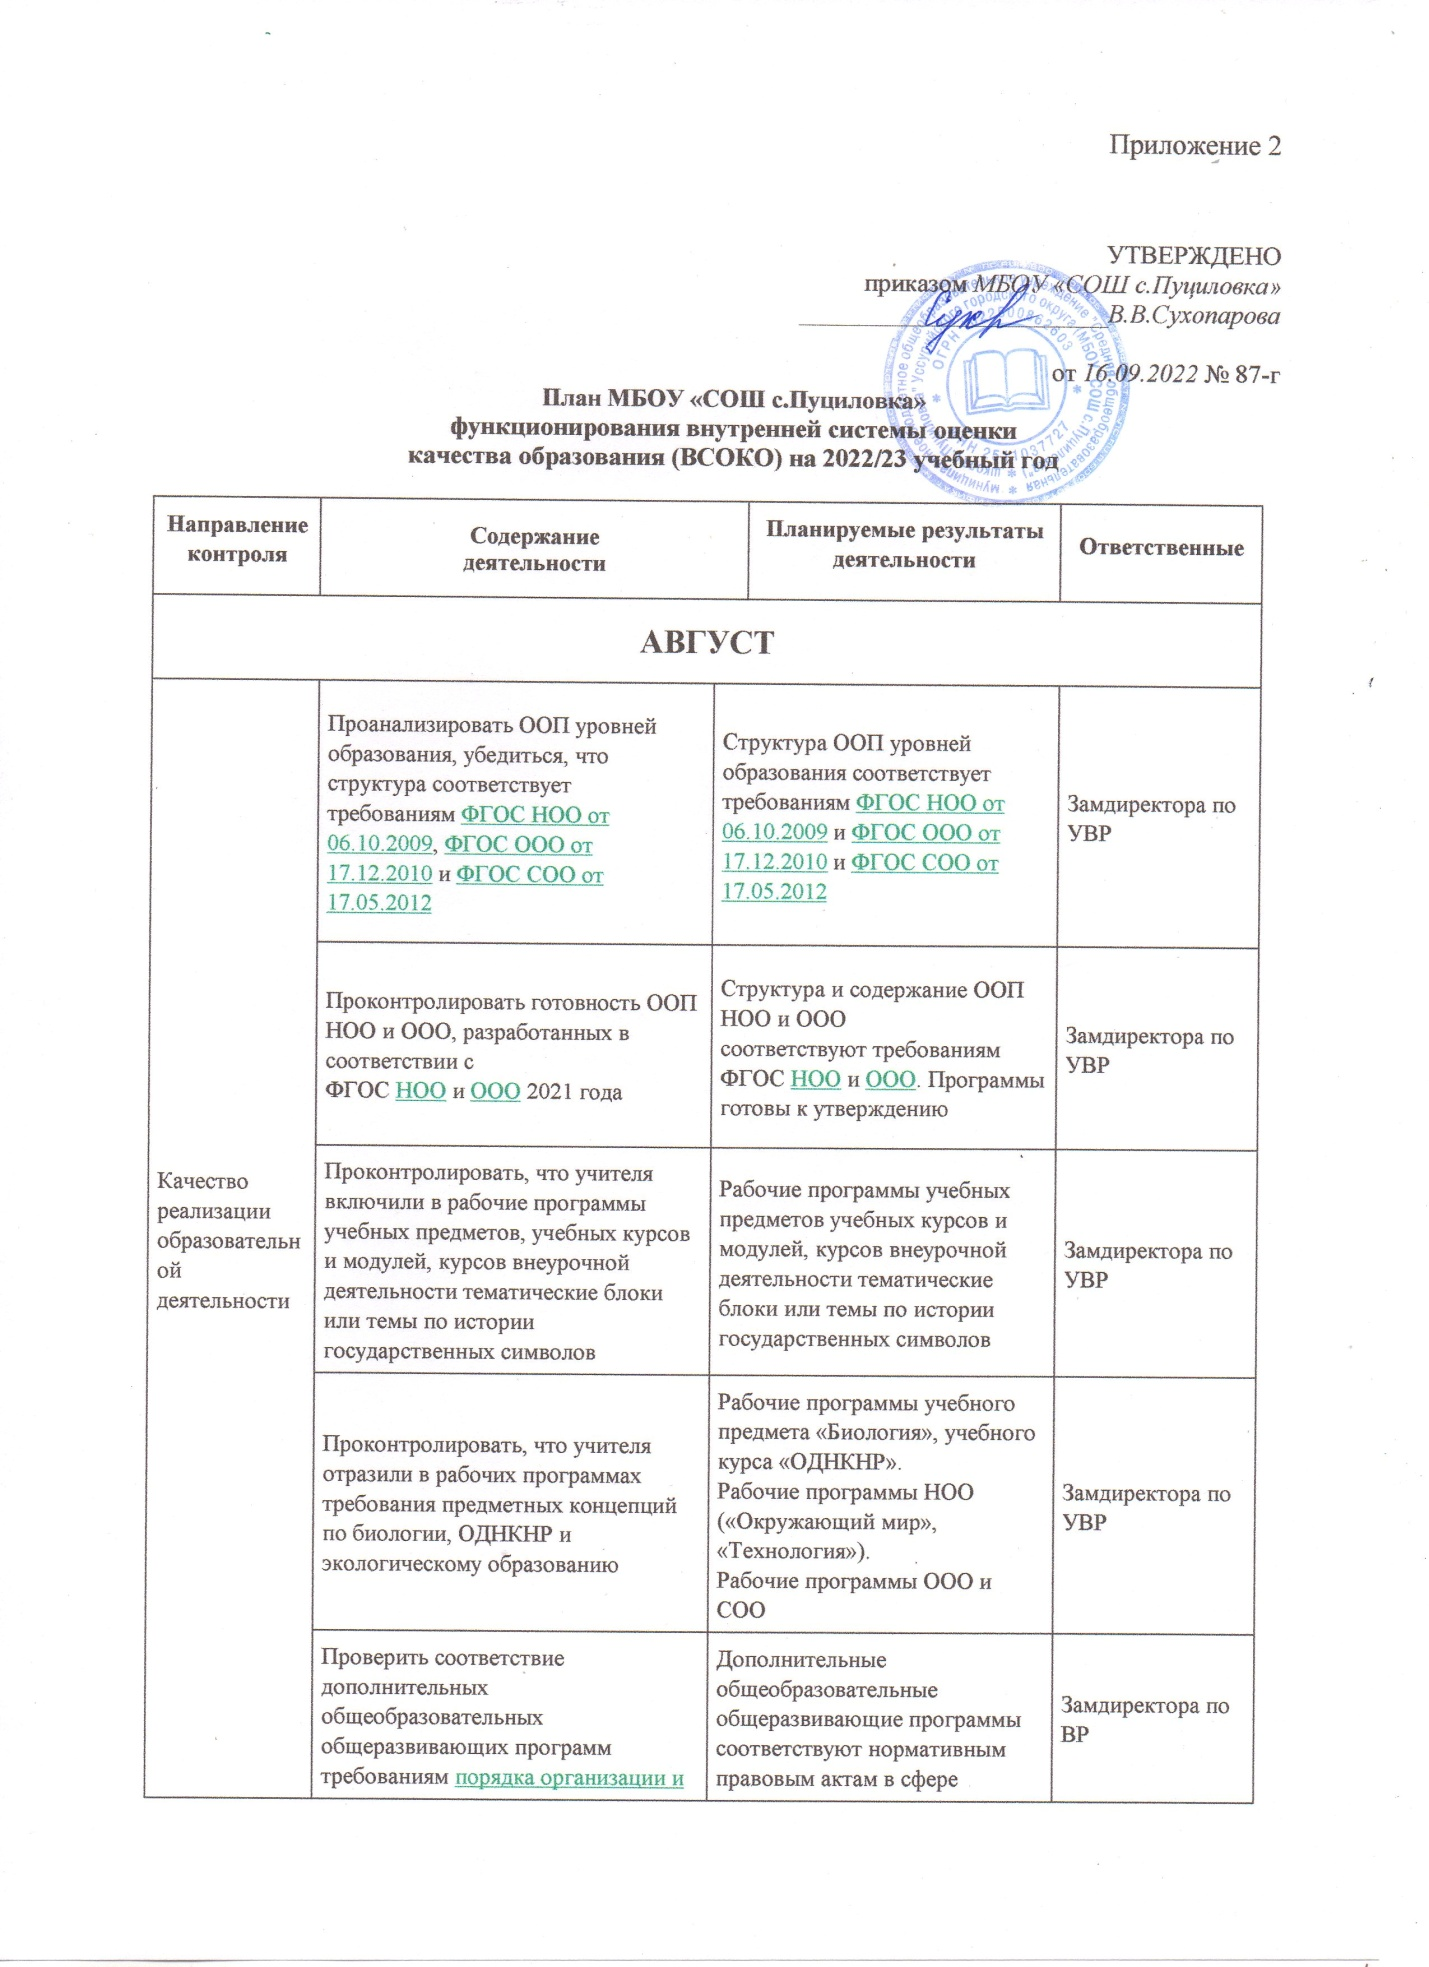 Приложение 2
УТВЕРЖДЕНО
приказом МБОУ «СОШ с.Пуциловка»
В.В.Сухопарова
от 16.09.2022 № 87-г
План МБОУ «СОШ с.Пуциловка»
функционирования внутренней системы оценки
качества образования (ВСОКО) на 2022/23 учебный год
Направление
контроля
Содержание
деятельности
Планируемые результаты
деятельности
Ответственные
АВГУСТ
Качество
реализации
образовательн
ой
деятельности
Проанализировать ООП уровней
образования, убедиться, что
структура соответствует
требованиям ФГОС НОО от
06.10.2009, ФГОС ООО от
17.12.2010 и ФГОС СОО от
17.05.2012
Структура ООП уровней
образования соответствует
требованиям ФГОС НОО от
06.10.2009 и ФГОС ООО от
17.12.2010 и ФГОС СОО от
17.05.2012
Замдиректора по
УВР
Проконтролировать готовность ООП
НОО и ООО, разработанных в
соответствии с
ФГОС НОО и ООО 2021 года
Структура и содержание ООП
НОО и ООО
соответствуют требованиям
ФГОС НОО и ООО. Программы
готовы к утверждению
Замдиректора по
УВР
Проконтролировать, что учителя
включили в рабочие программы
учебных предметов, учебных курсов
и модулей, курсов внеурочной
деятельности тематические блоки
или темы по истории
государственных символов
Рабочие программы учебных
предметов учебных курсов и
модулей, курсов внеурочной
деятельности тематические
блоки или темы по истории
государственных символов
Замдиректора по
УВР
Проконтролировать, что учителя
отразили в рабочих программах
требования предметных концепций
по биологии, ОДНКНР и
экологическому образованию
Рабочие программы учебного
предмета «Биология», учебного
курса «ОДНКНР».
Рабочие программы НОО
(«Окружающий мир»,
«Технология»).
Рабочие программы ООО и
СОО
Замдиректора по
УВР
Проверить соответствие
дополнительных
общеобразовательных
общеразвивающих программ
требованиям порядка организации и
Дополнительные
общеобразовательные
общеразвивающие программы
соответствуют нормативным
правовым актам в сфере
Замдиректора по
ВР